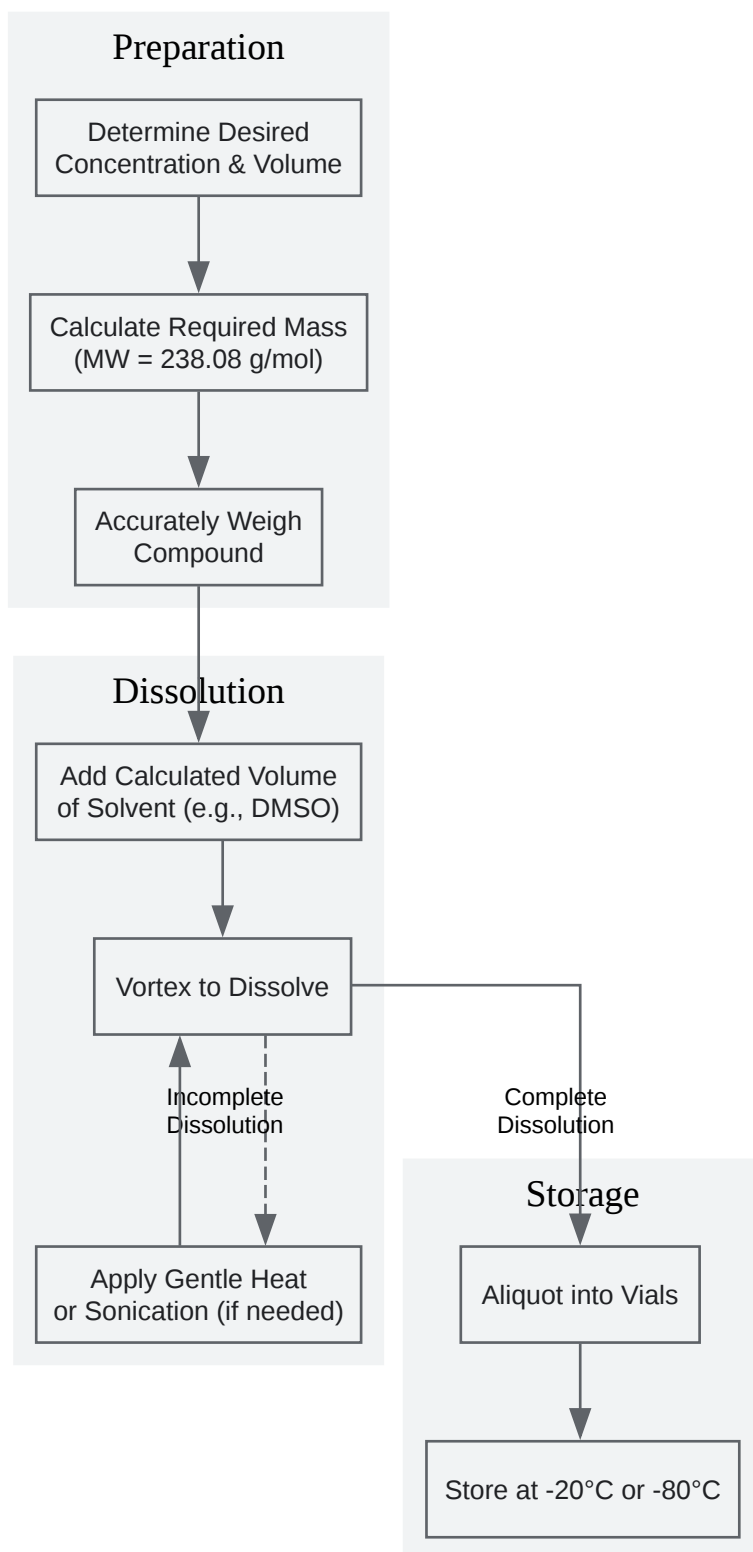 Preparation
Determine Desired
Concentration & Volume
Calculate Required Mass
(MW = 238.08 g/mol)
Accurately Weigh
Compound
Dissolution
Add Calculated Volume
of Solvent (e.g., DMSO)
Vortex to Dissolve
Incomplete
Dissolution
Apply Gentle Heat
or Sonication (if needed)
Complete
Dissolution
Storage
Aliquot into Vials
Store at -20°C or -80°C